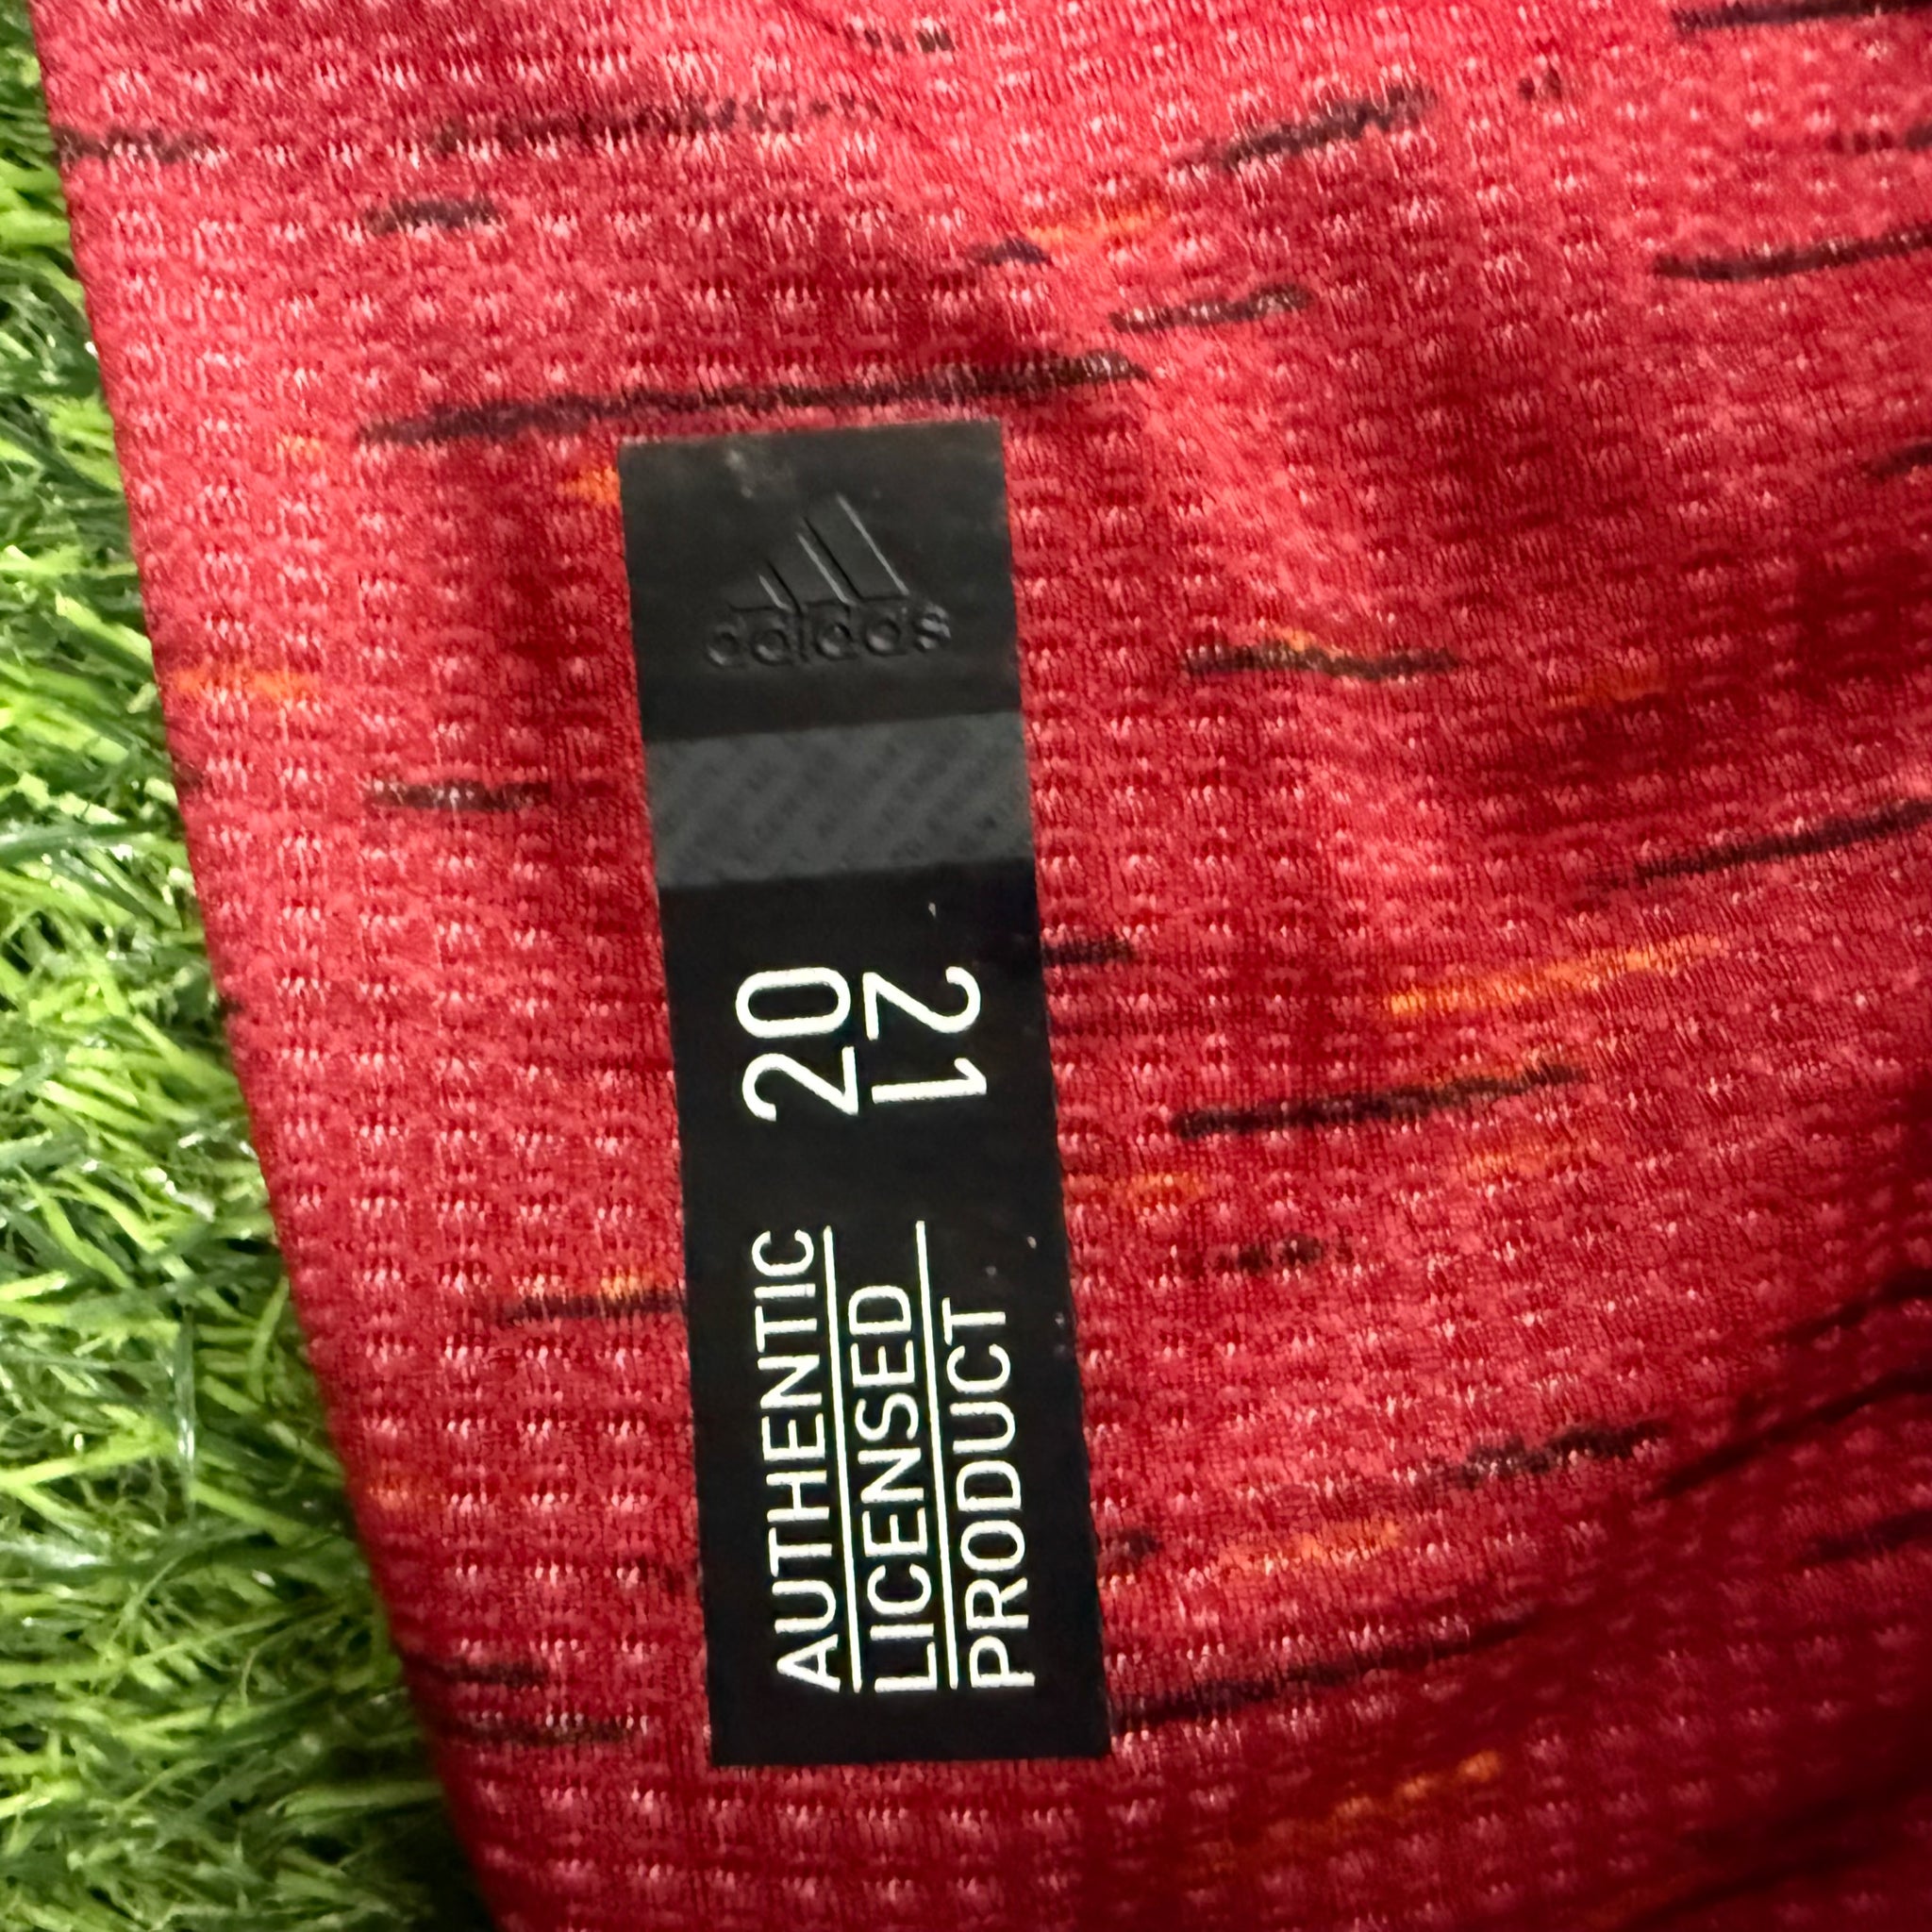 adidas
20
21
AUTHENTIC
LICENSED
PRODUCT